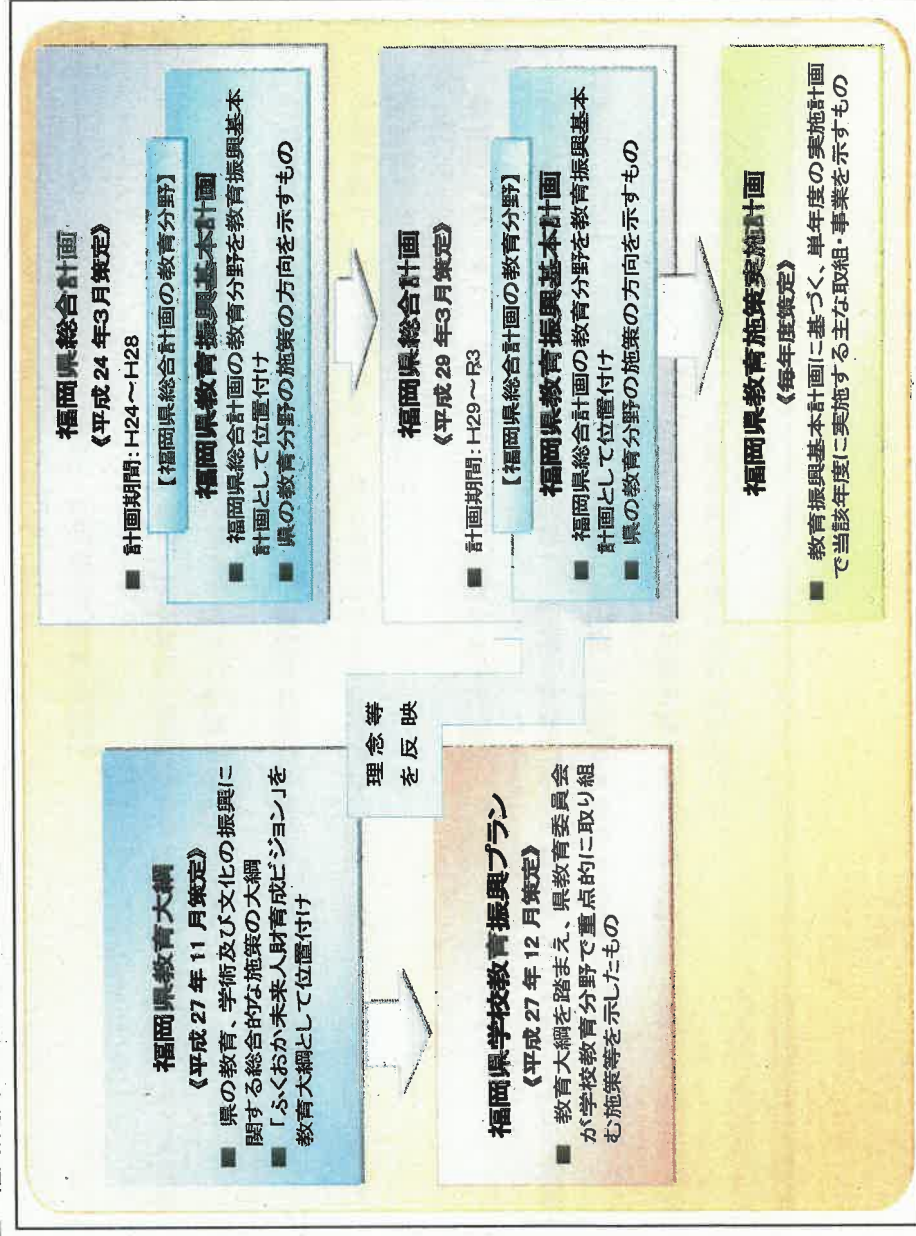 福岡県教育大綱
《平成 27 年 11 月策定》
■ 県の教育、学術及び文化の振興に
関する総合的な施策の大綱
■ 「ふくおか未来人財育成ビジョン」を
教育大綱として位置付け
福岡県学校教育振興プラン
《平成 27 年 12 月策定》
■ 教育大綱を踏まえ、県教育委員会
が学校教育分野で重点的に取り組
む施策等を示したもの
理念等
を反映
福岡県総合計画
《平成 24 年3月策定》
■ 計画期間:H24～H28
【福岡県総合計画の教育分野】
福岡県教育振興基本計画
■ 福岡県総合計画の教育分野を教育振興基本
計画として位置付け
■ 県の教育分野の施策の方向を示すもの
福岡県総合計画
《平成 29 年3月策定》
■ 計画期間:H29～R3
【福岡県総合計画の教育分野】
福岡県教育振興基本計画
■ 福岡県総合計画の教育分野を教育振興基本
計画として位置付け
■ 県の教育分野の施策の方向を示すもの
福岡県教育施策実施計画
《毎年度策定》
■ 教育振興基本計画に基づく、単年度の実施計画
で当該年度に実施する主な取組・事業を示すもの